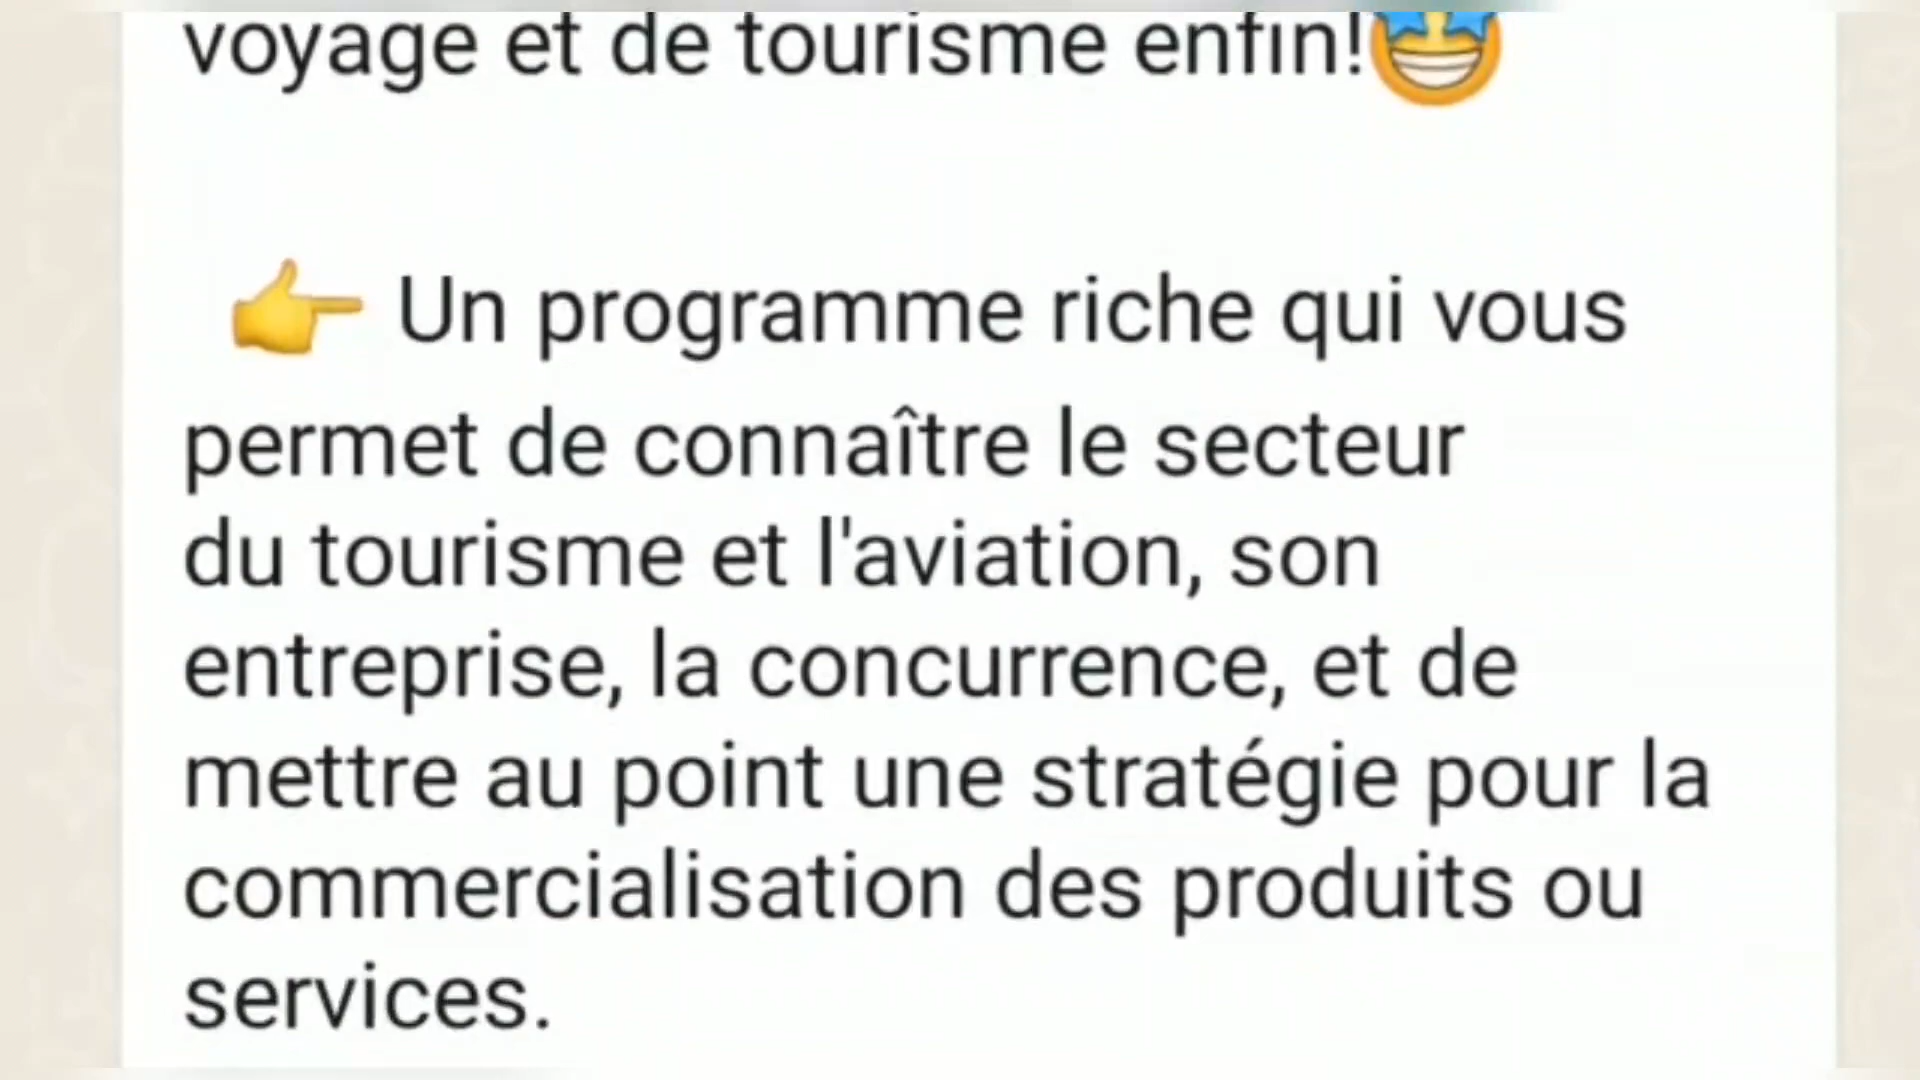 voyage et de tourisme enfin!🤩
👉 Un programme riche qui vous
permet de connaître le secteur
du tourisme et l'aviation, son
entreprise, la concurrence, et de
mettre au point une stratégie pour la
commercialisation des produits ou
services.